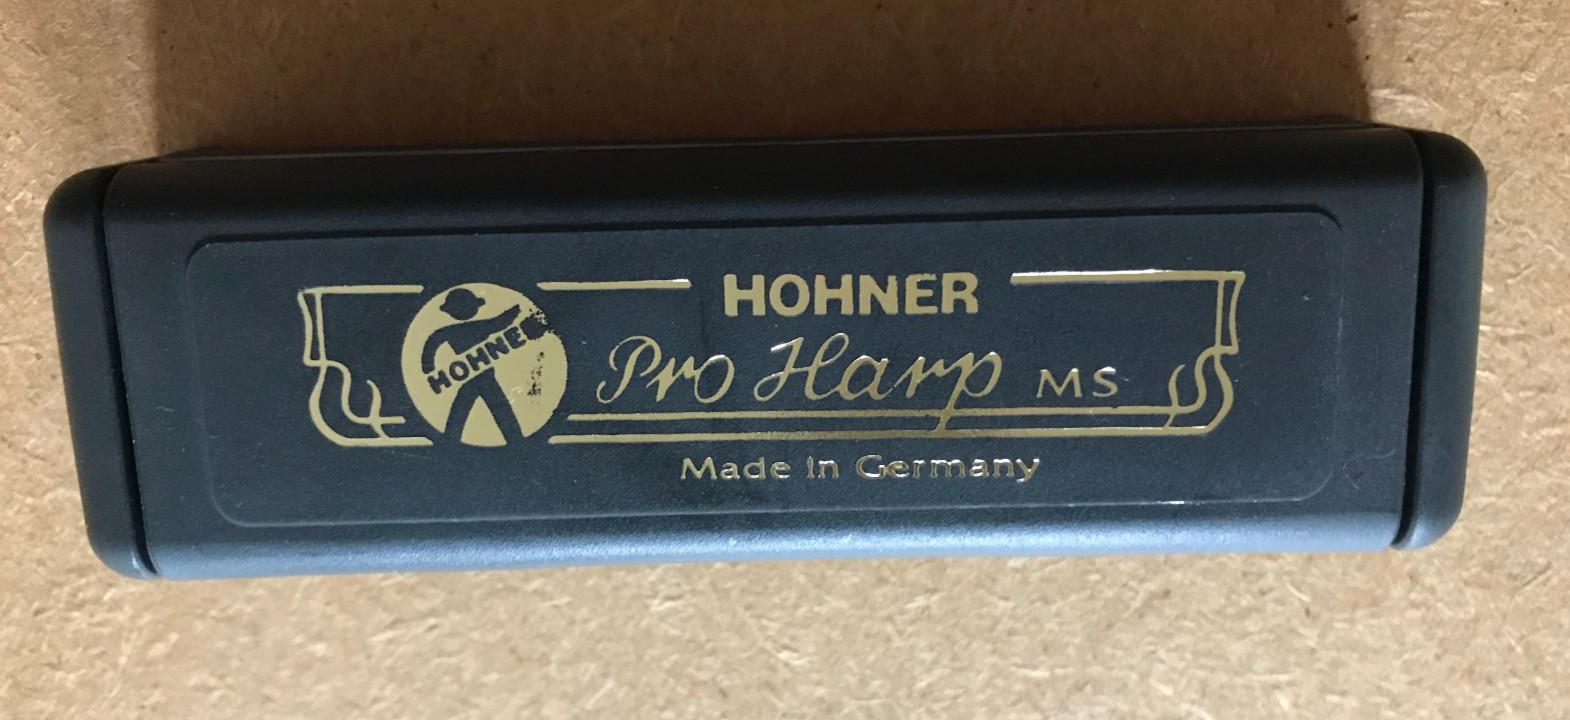 HOHNER
HOHNER
Pro Harp MS
Made in Germany